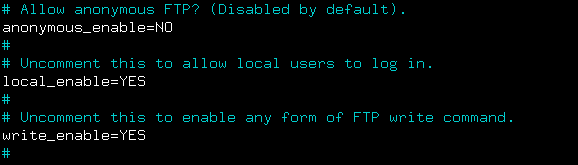 # Allow anonymous FTP? (Disabled by default).
anonymous_enable=NO
#
# Uncomment this to allow local users to log in.
local_enable=YES
#
# Uncomment this to enable any form of FTP write command.
write_enable=YES
#